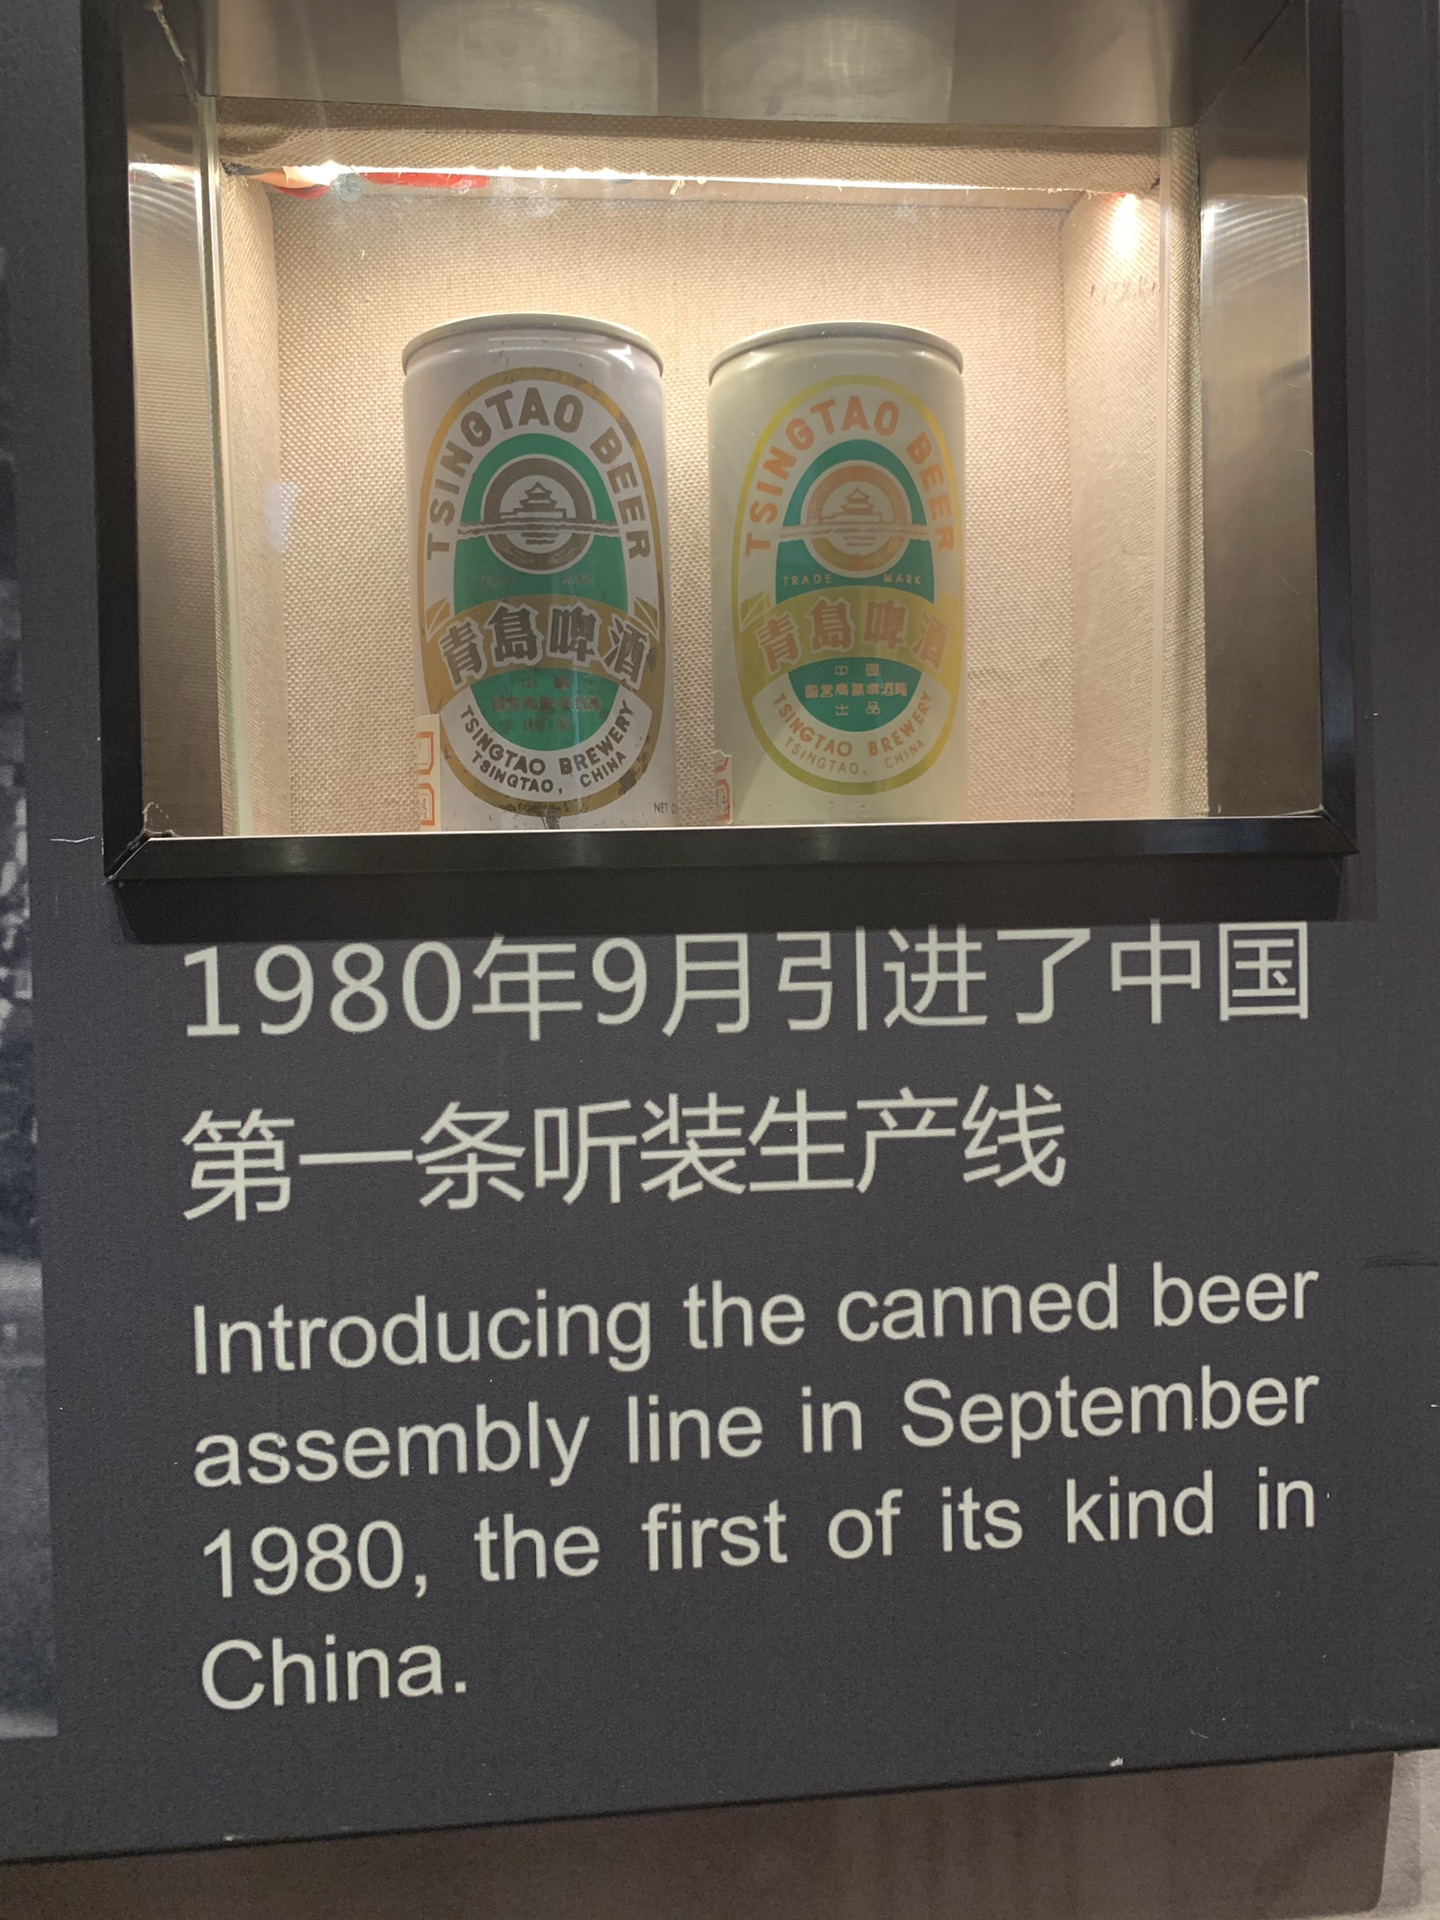 TSINGTAO BEER
青島啤酒
TSINGTAO BREWERY
TSINGTAO, CHINA
NET
TSINGTAO BEER
TRADE MARK
青島啤酒
中國
出品
TSINGTAO BREWERY
TSINGTAO, CHINA
1980年9月引进了中国
第一条听装生产线
Introducing the canned beer
assembly line in September
1980, the first of its kind in
China.